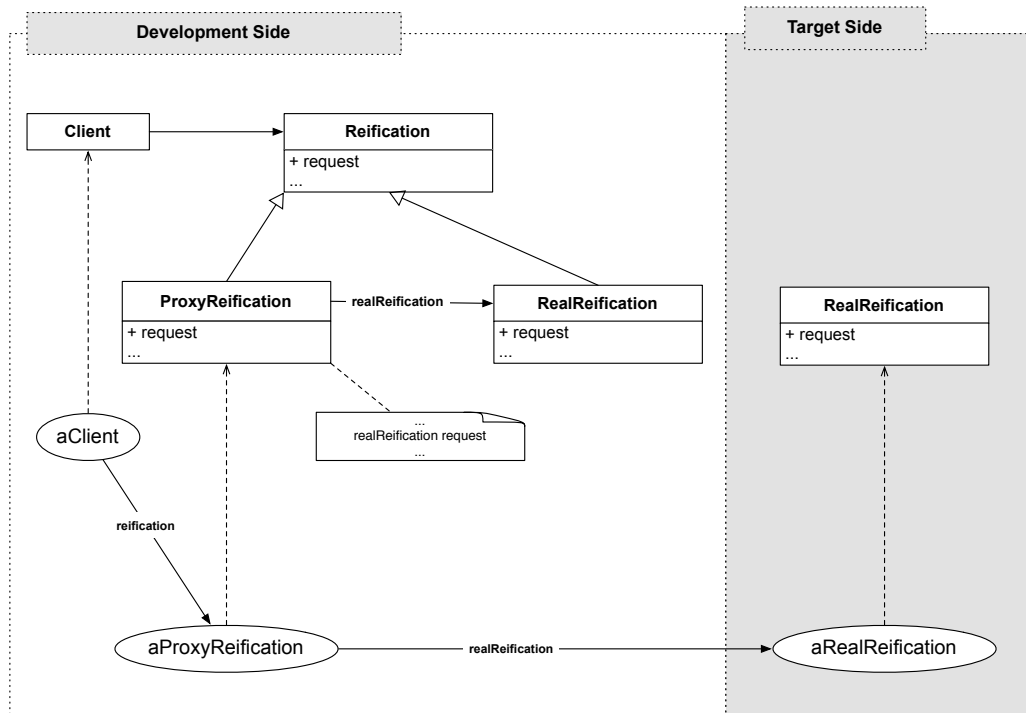 Development Side
Target Side
Client
Reification
+ request
...
ProxyReification
+ request
...
realReification
RealReification
+ request
...
RealReification
+ request
...
...
realReification request
...
aClient
reification
aProxyReification
realReification
aRealReification